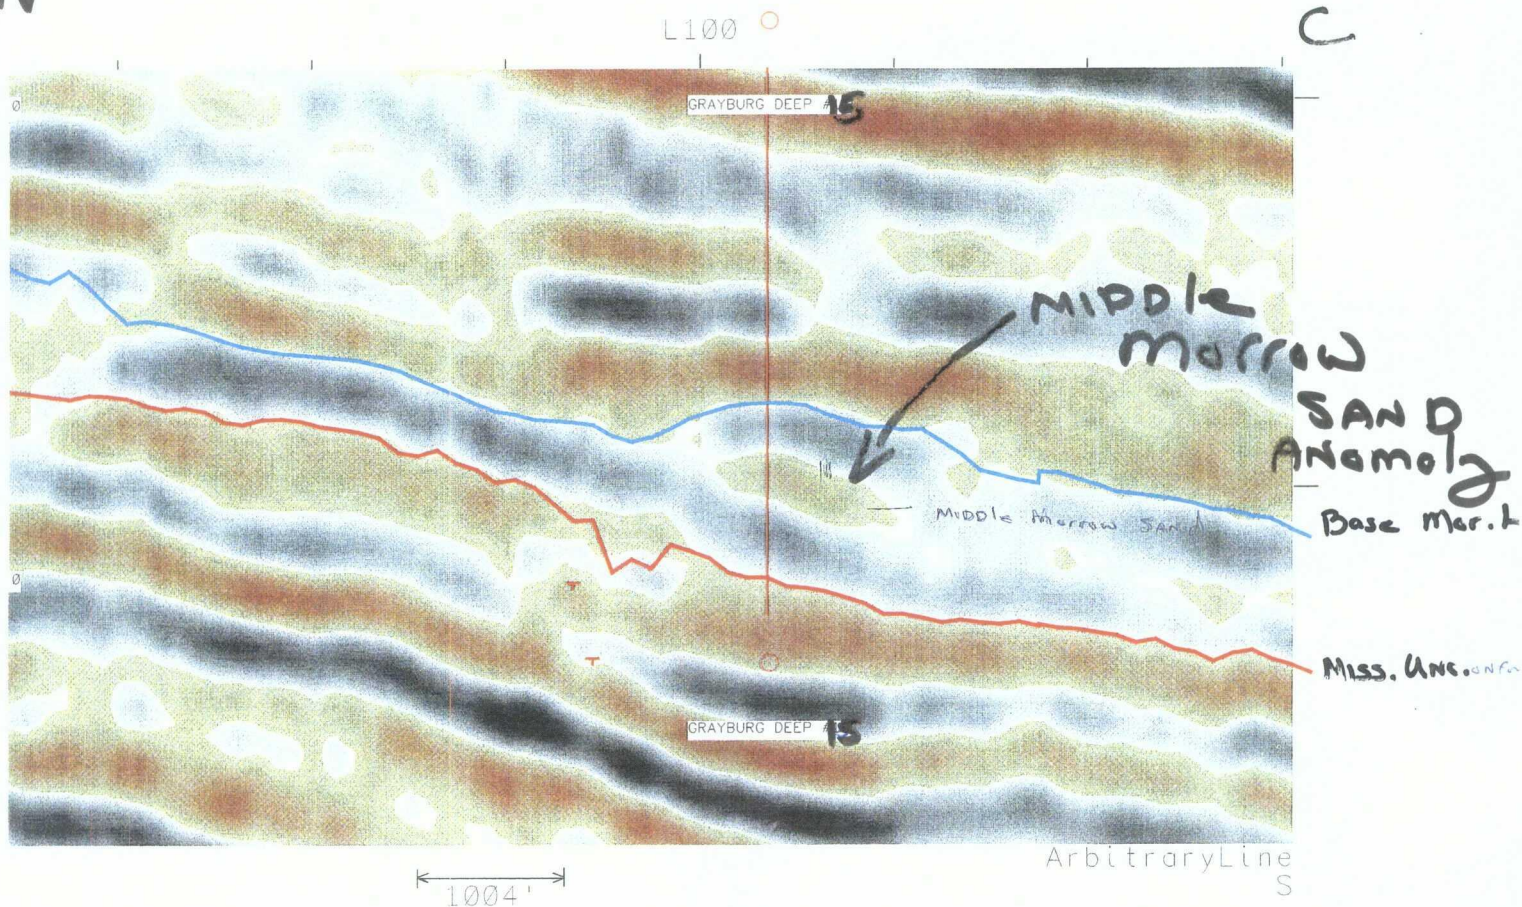 N
L100
C
GRAYBURG DEEP #15
MIDDle
Morrow
SAND
ANomoly
MIDDle Morrow SAND
Base Mor. L
Miss. Unc.
GRAYBURG DEEP 15
ArbitraryLine
S
1004'